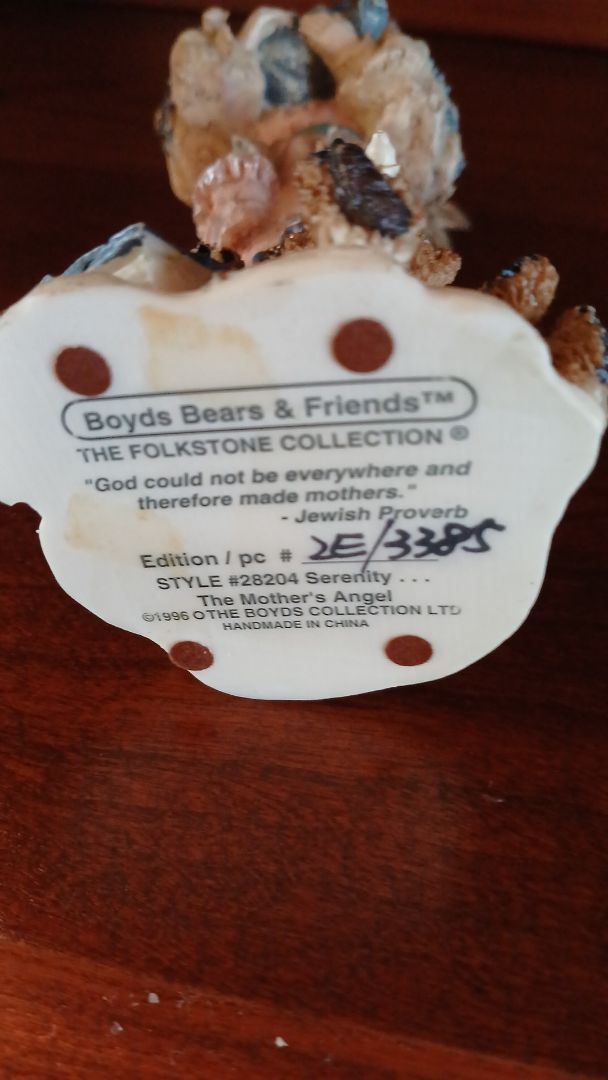 Boyds Bears & Friends™
THE FOLKSTONE COLLECTION ®
"God could not be everywhere and
therefore made mothers."
- Jewish Proverb
Edition / pc # 2E/3385
STYLE #28204 Serenity . . .
The Mother's Angel
©1996 THE BOYDS COLLECTION LTD
HANDMADE IN CHINA